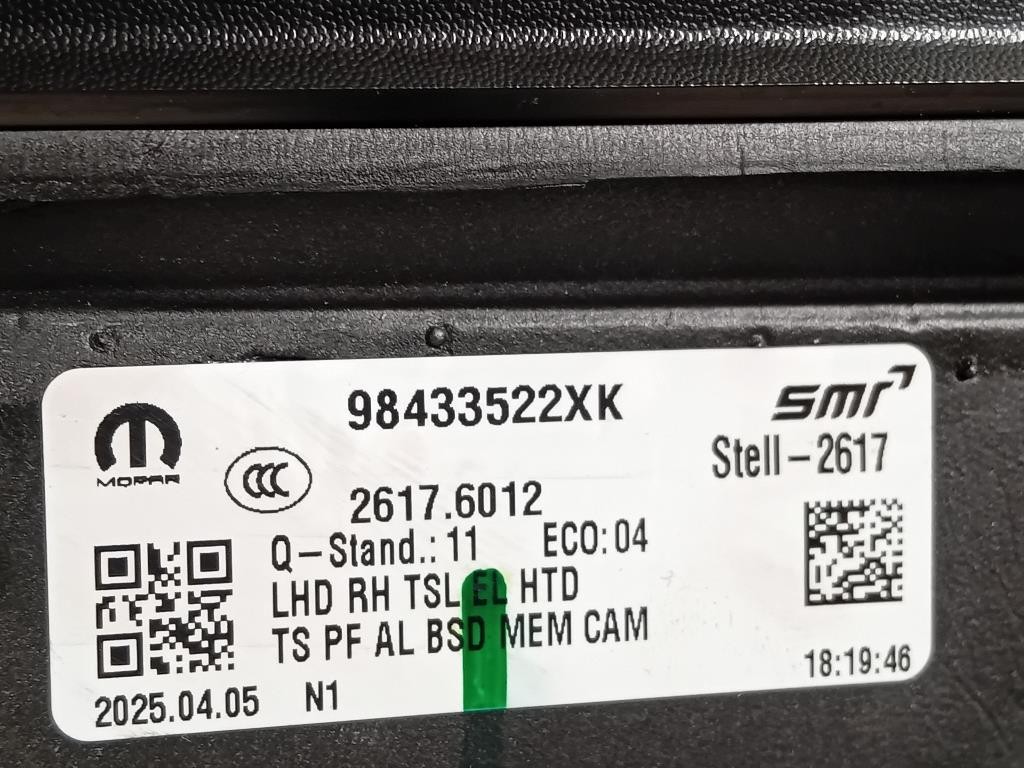 98433522XK
smr
MOPAR
CCC
Stell-2617
2617.6012
Q-Stand.: 11 ECO: 04
LHD RH TSL EL HTD
TS PF AL BSD MEM CAM
2025.04.05 N1
18:19:46